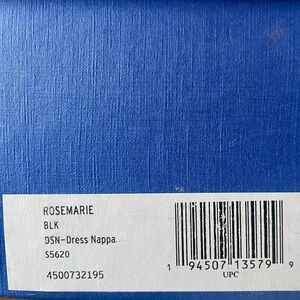 ROSEMARIE
BLK
DSN-Dress Nappa
S5620
4500732195
1 94507 13579 9
UPC